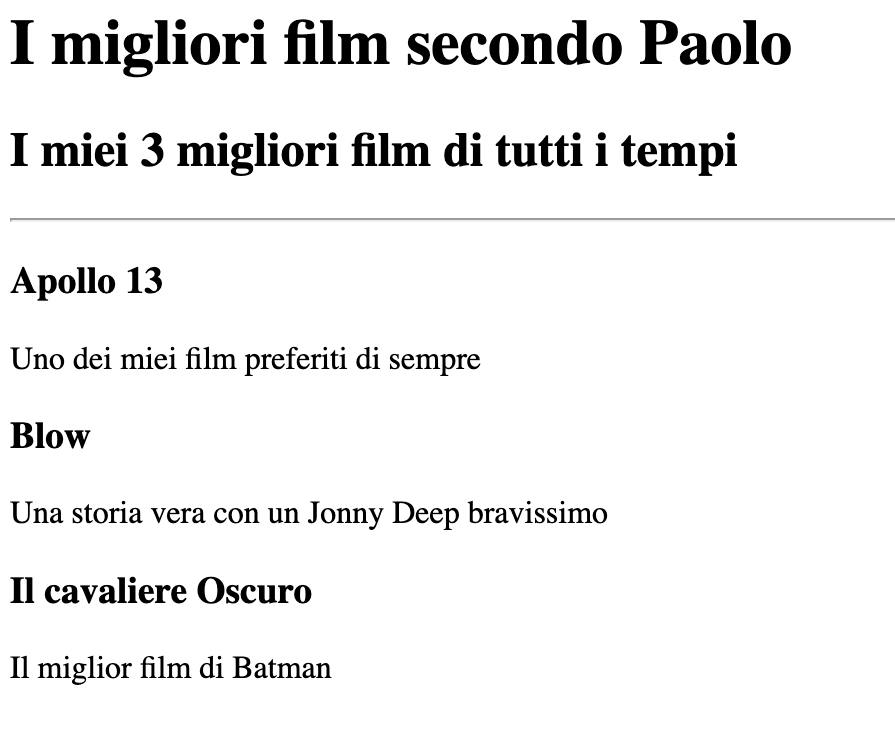 I migliori film secondo Paolo
I miei 3 migliori film di tutti i tempi
Apollo 13
Uno dei miei film preferiti di sempre
Blow
Una storia vera con un Jonny Deep bravissimo
Il cavaliere Oscuro
Il miglior film di Batman